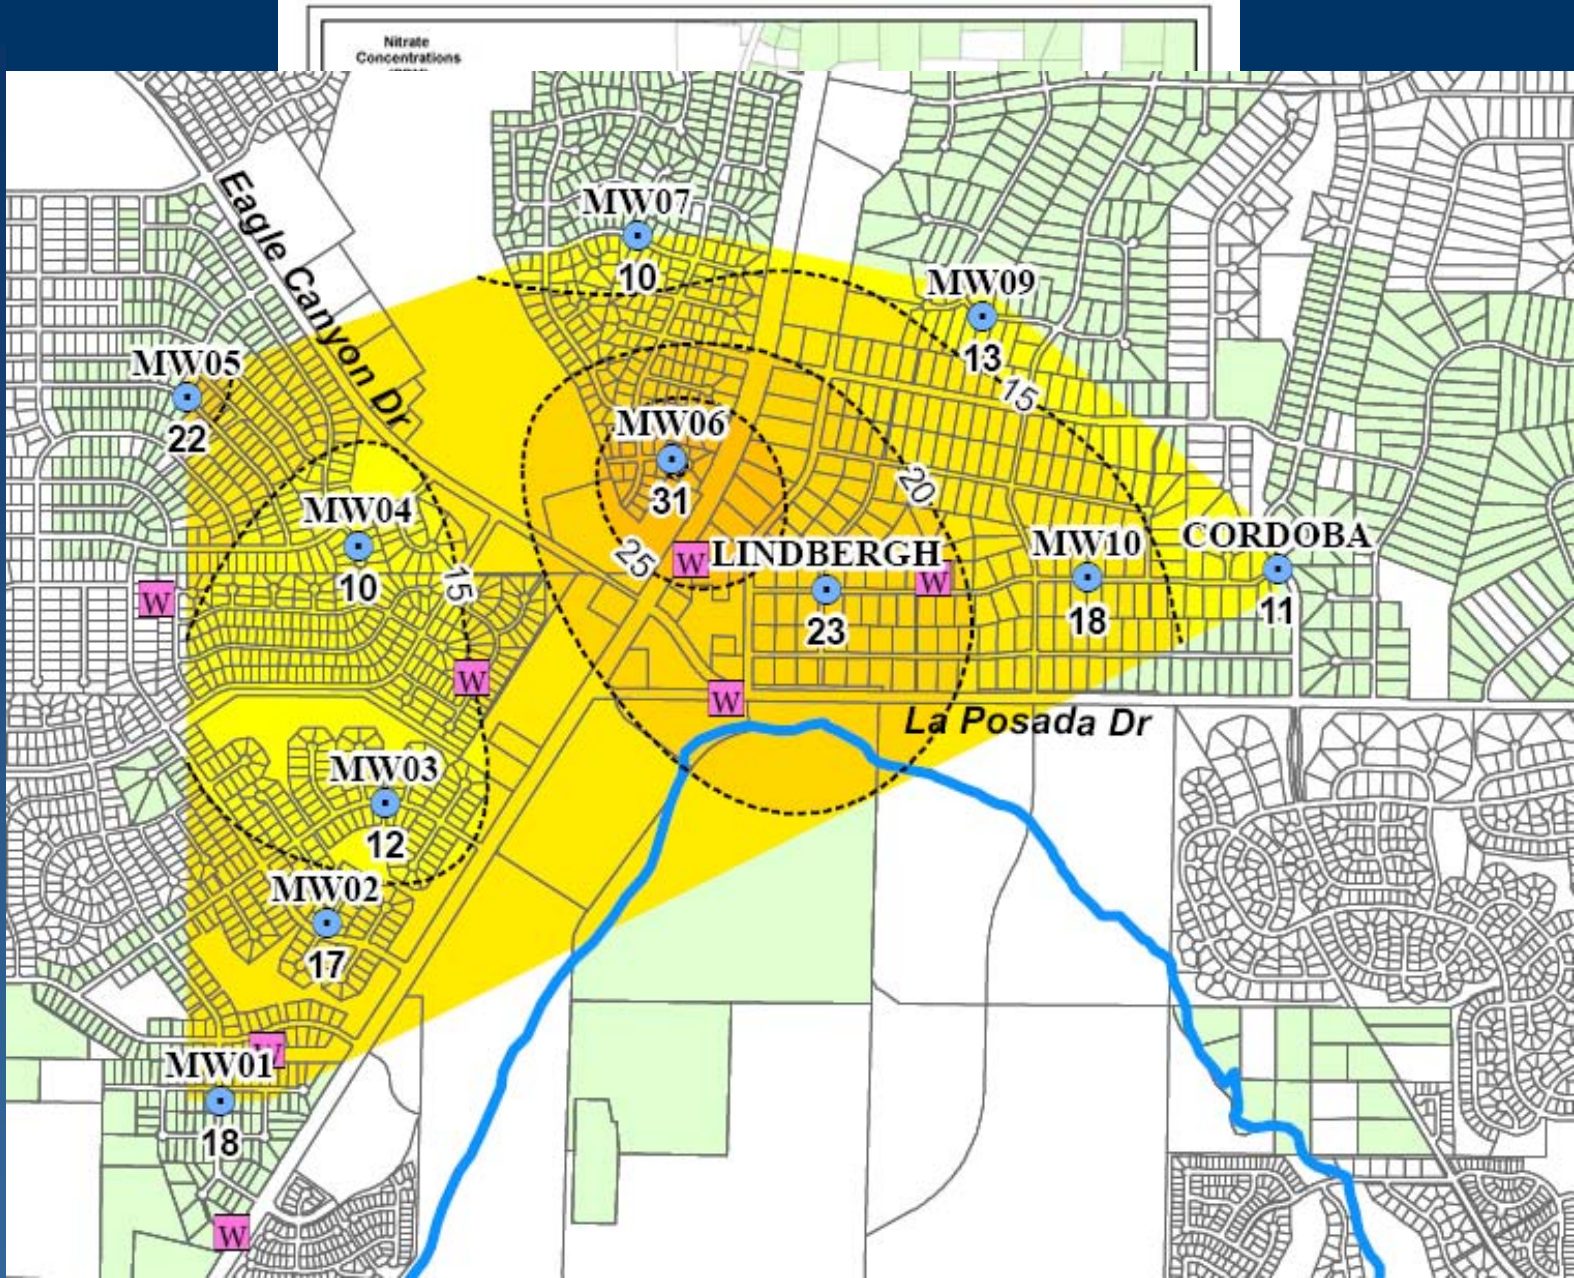 Nitrate
Concentrations
Eagle Canyon Dr
MW07
10
MW09
13
15
MW05
22
MW06
31
25
20
MW04
10
15
W
W
LINDBERGH
W
23
MW10
18
CORDOBA
11
W
W
La Posada Dr
MW03
12
MW02
17
W
MW01
18
W